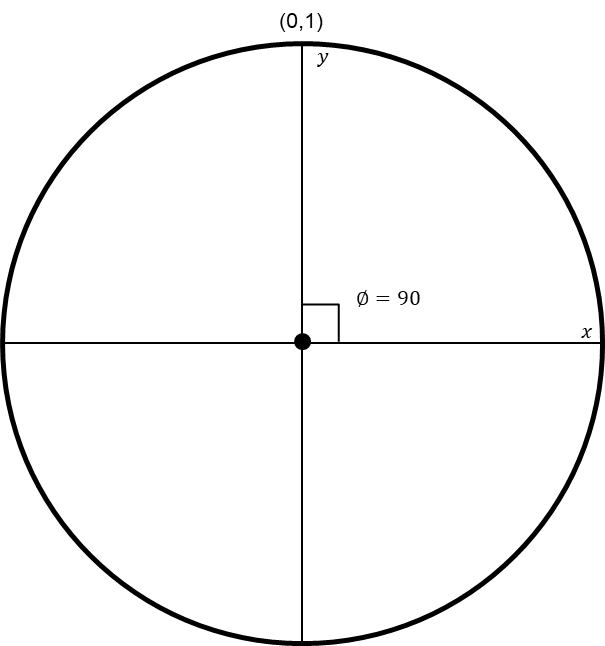 (0,1)
y
∅ = 90
x